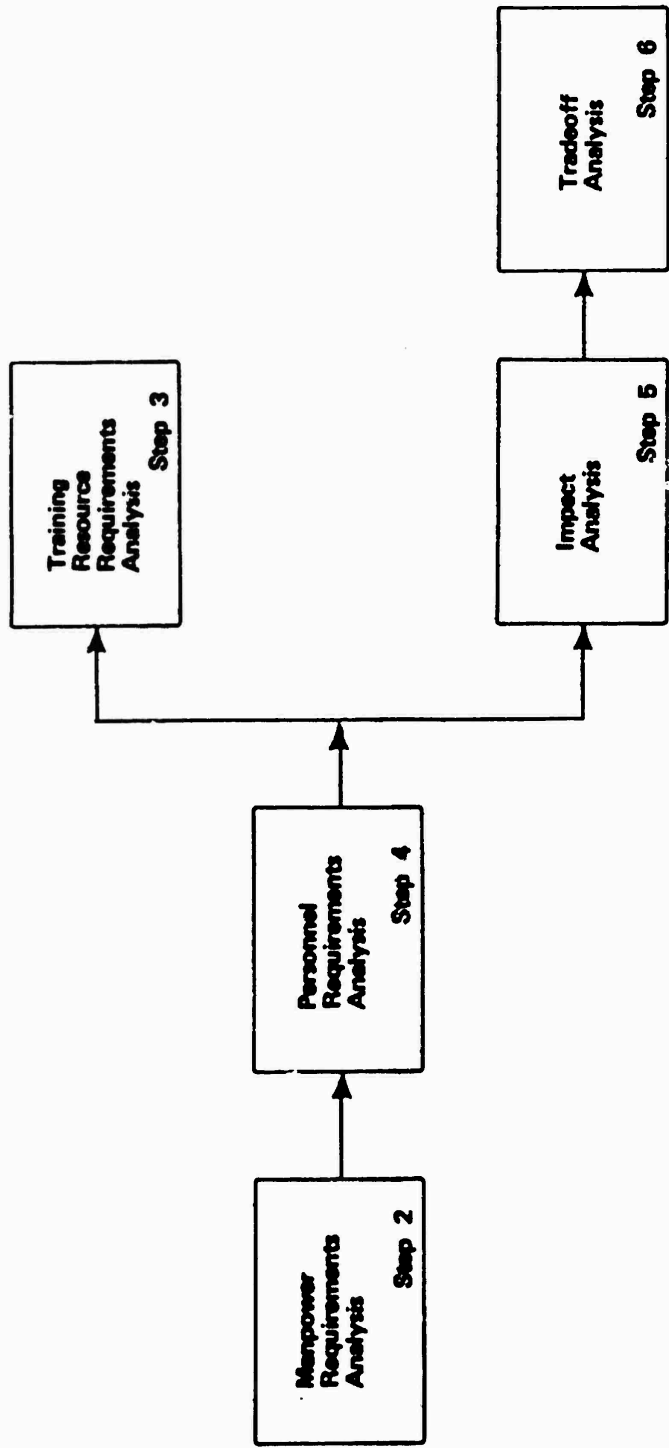 Manpower
Requirements
Analysis
Step 2
Personnel
Requirements
Analysis
Step 4
Training
Resource
Requirements
Analysis
Step 3
Impact
Analysis
Step 5
Tradeoff
Analysis
Step 6